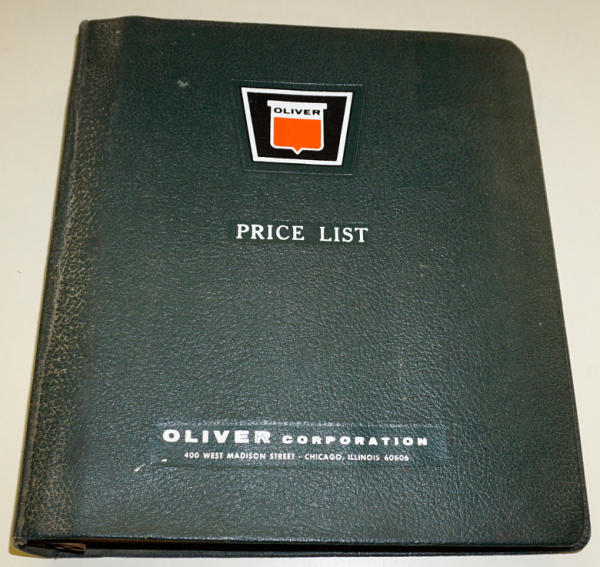 OLIVER
PRICE LIST
OLIVER CORPORATION
400 WEST MADISON STREET - CHICAGO, ILLINOIS 60606